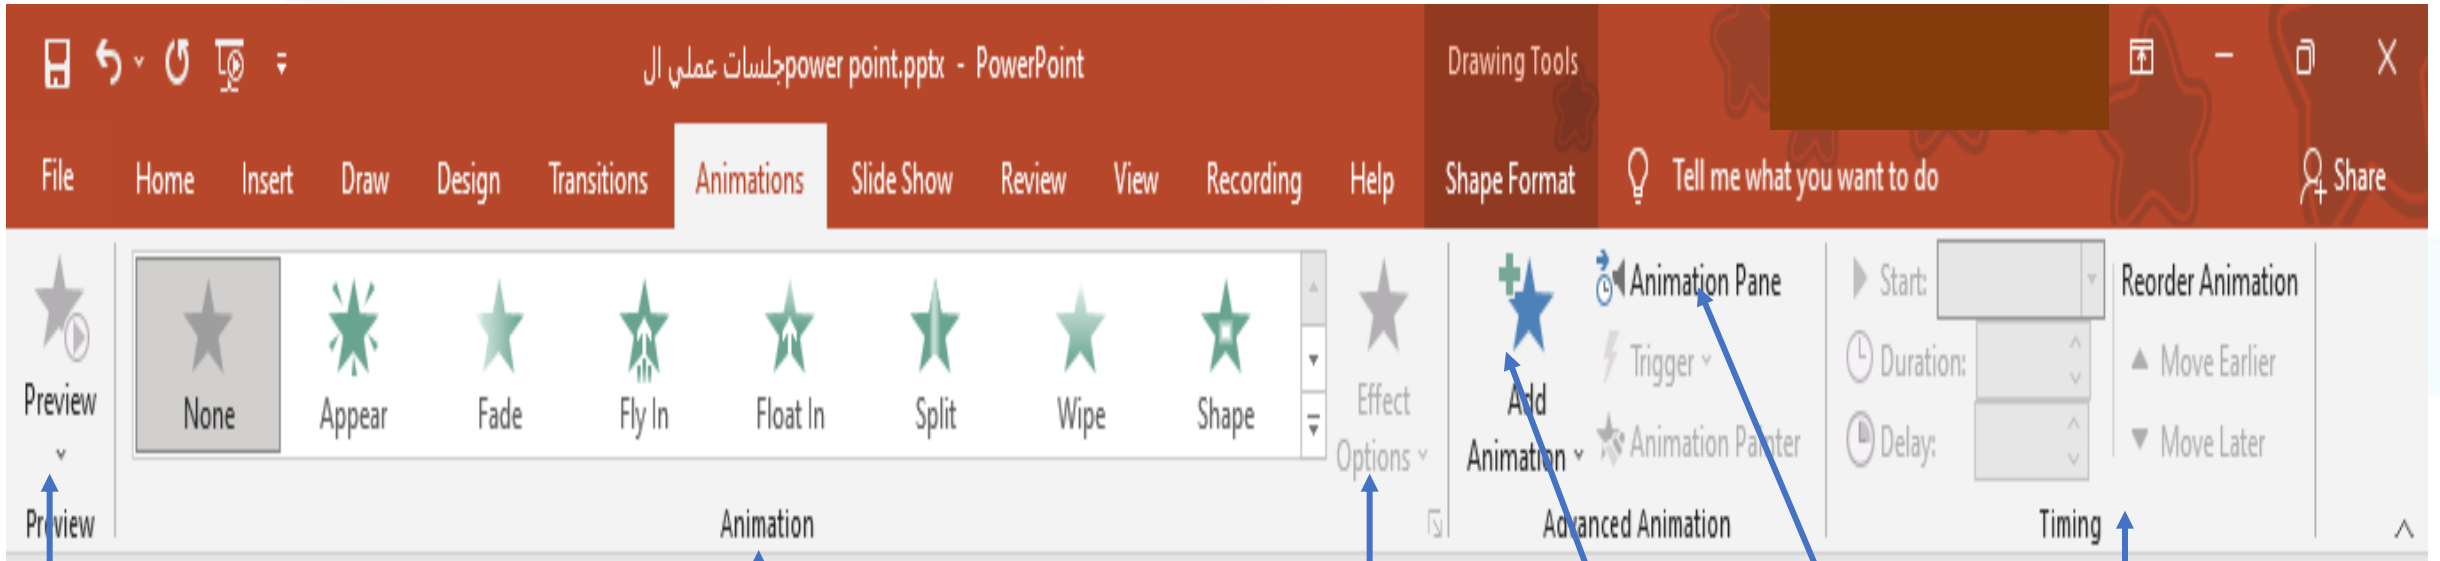 جلسات عملي الpower point.pptx - PowerPoint
Drawing Tools
File Home Insert Draw Design Transitions Animations Slide Show Review View Recording Help Shape Format Tell me what you want to do Share
Preview
None Appear Fade Fly In Float In Split Wipe Shape
Effect
Options
Add
Animation
Animation Pane
Trigger
Animation Painter
Start:
Duration:
Delay:
Reorder Animation
Move Earlier
Move Later
Preview Animation Advanced Animation Timing